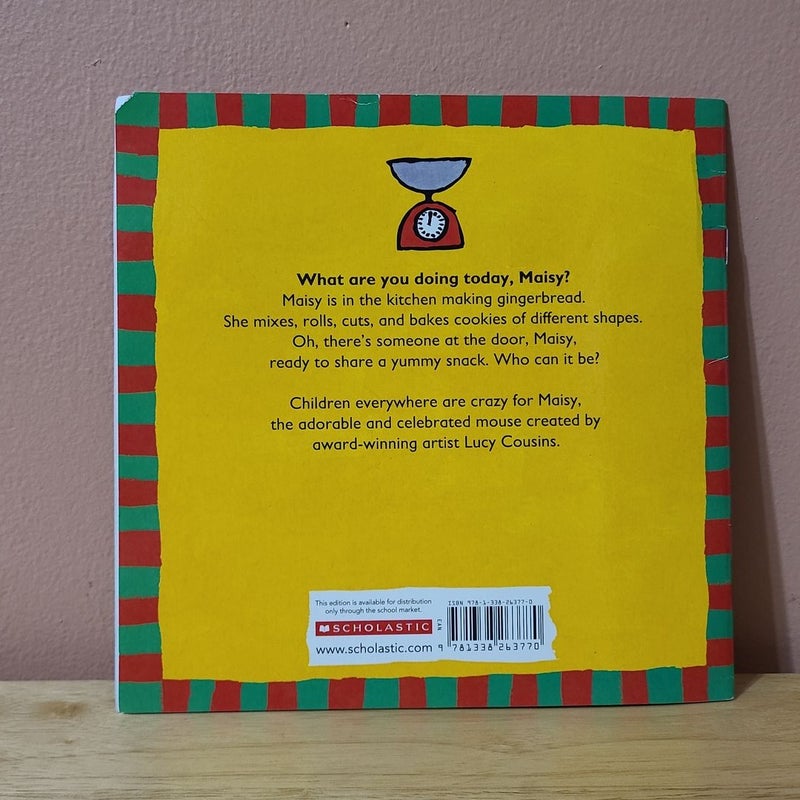 What are you doing today, Maisy?
Maisy is in the kitchen making gingerbread.
She mixes, rolls, cuts, and bakes cookies of different shapes.
Oh, there's someone at the door, Maisy,
ready to share a yummy snack. Who can it be?
Children everywhere are crazy for Maisy,
the adorable and celebrated mouse created by
award-winning artist Lucy Cousins.
This edition is available for distribution
only through the school market.
SCHOLASTIC
www.scholastic.com
ISBN 978-1-338-26377-0
EAN
9 781338 263770